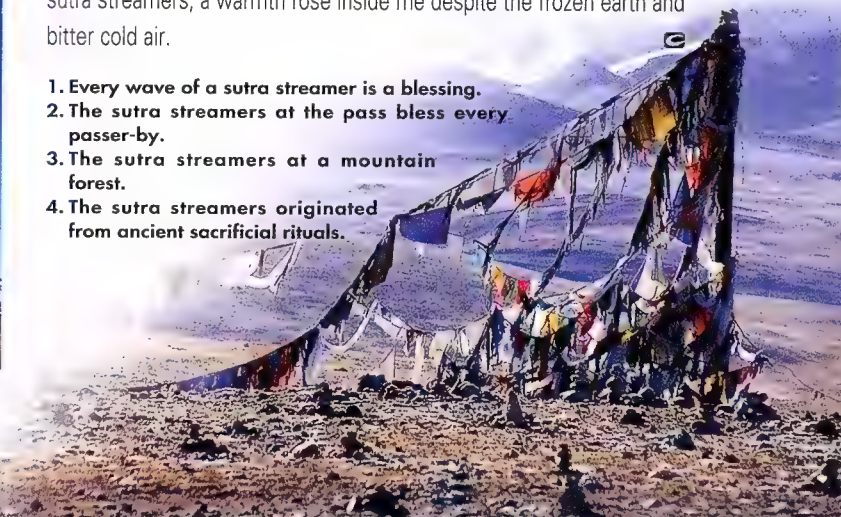 sutra streamers, a warmth rose inside me despite the frozen earth and
bitter cold air.
1. Every wave of a sutra streamer is a blessing.
2. The sutra streamers at the pass bless every
passer-by.
3. The sutra streamers at a mountain
forest.
4. The sutra streamers originated
from ancient sacrificial rituals.